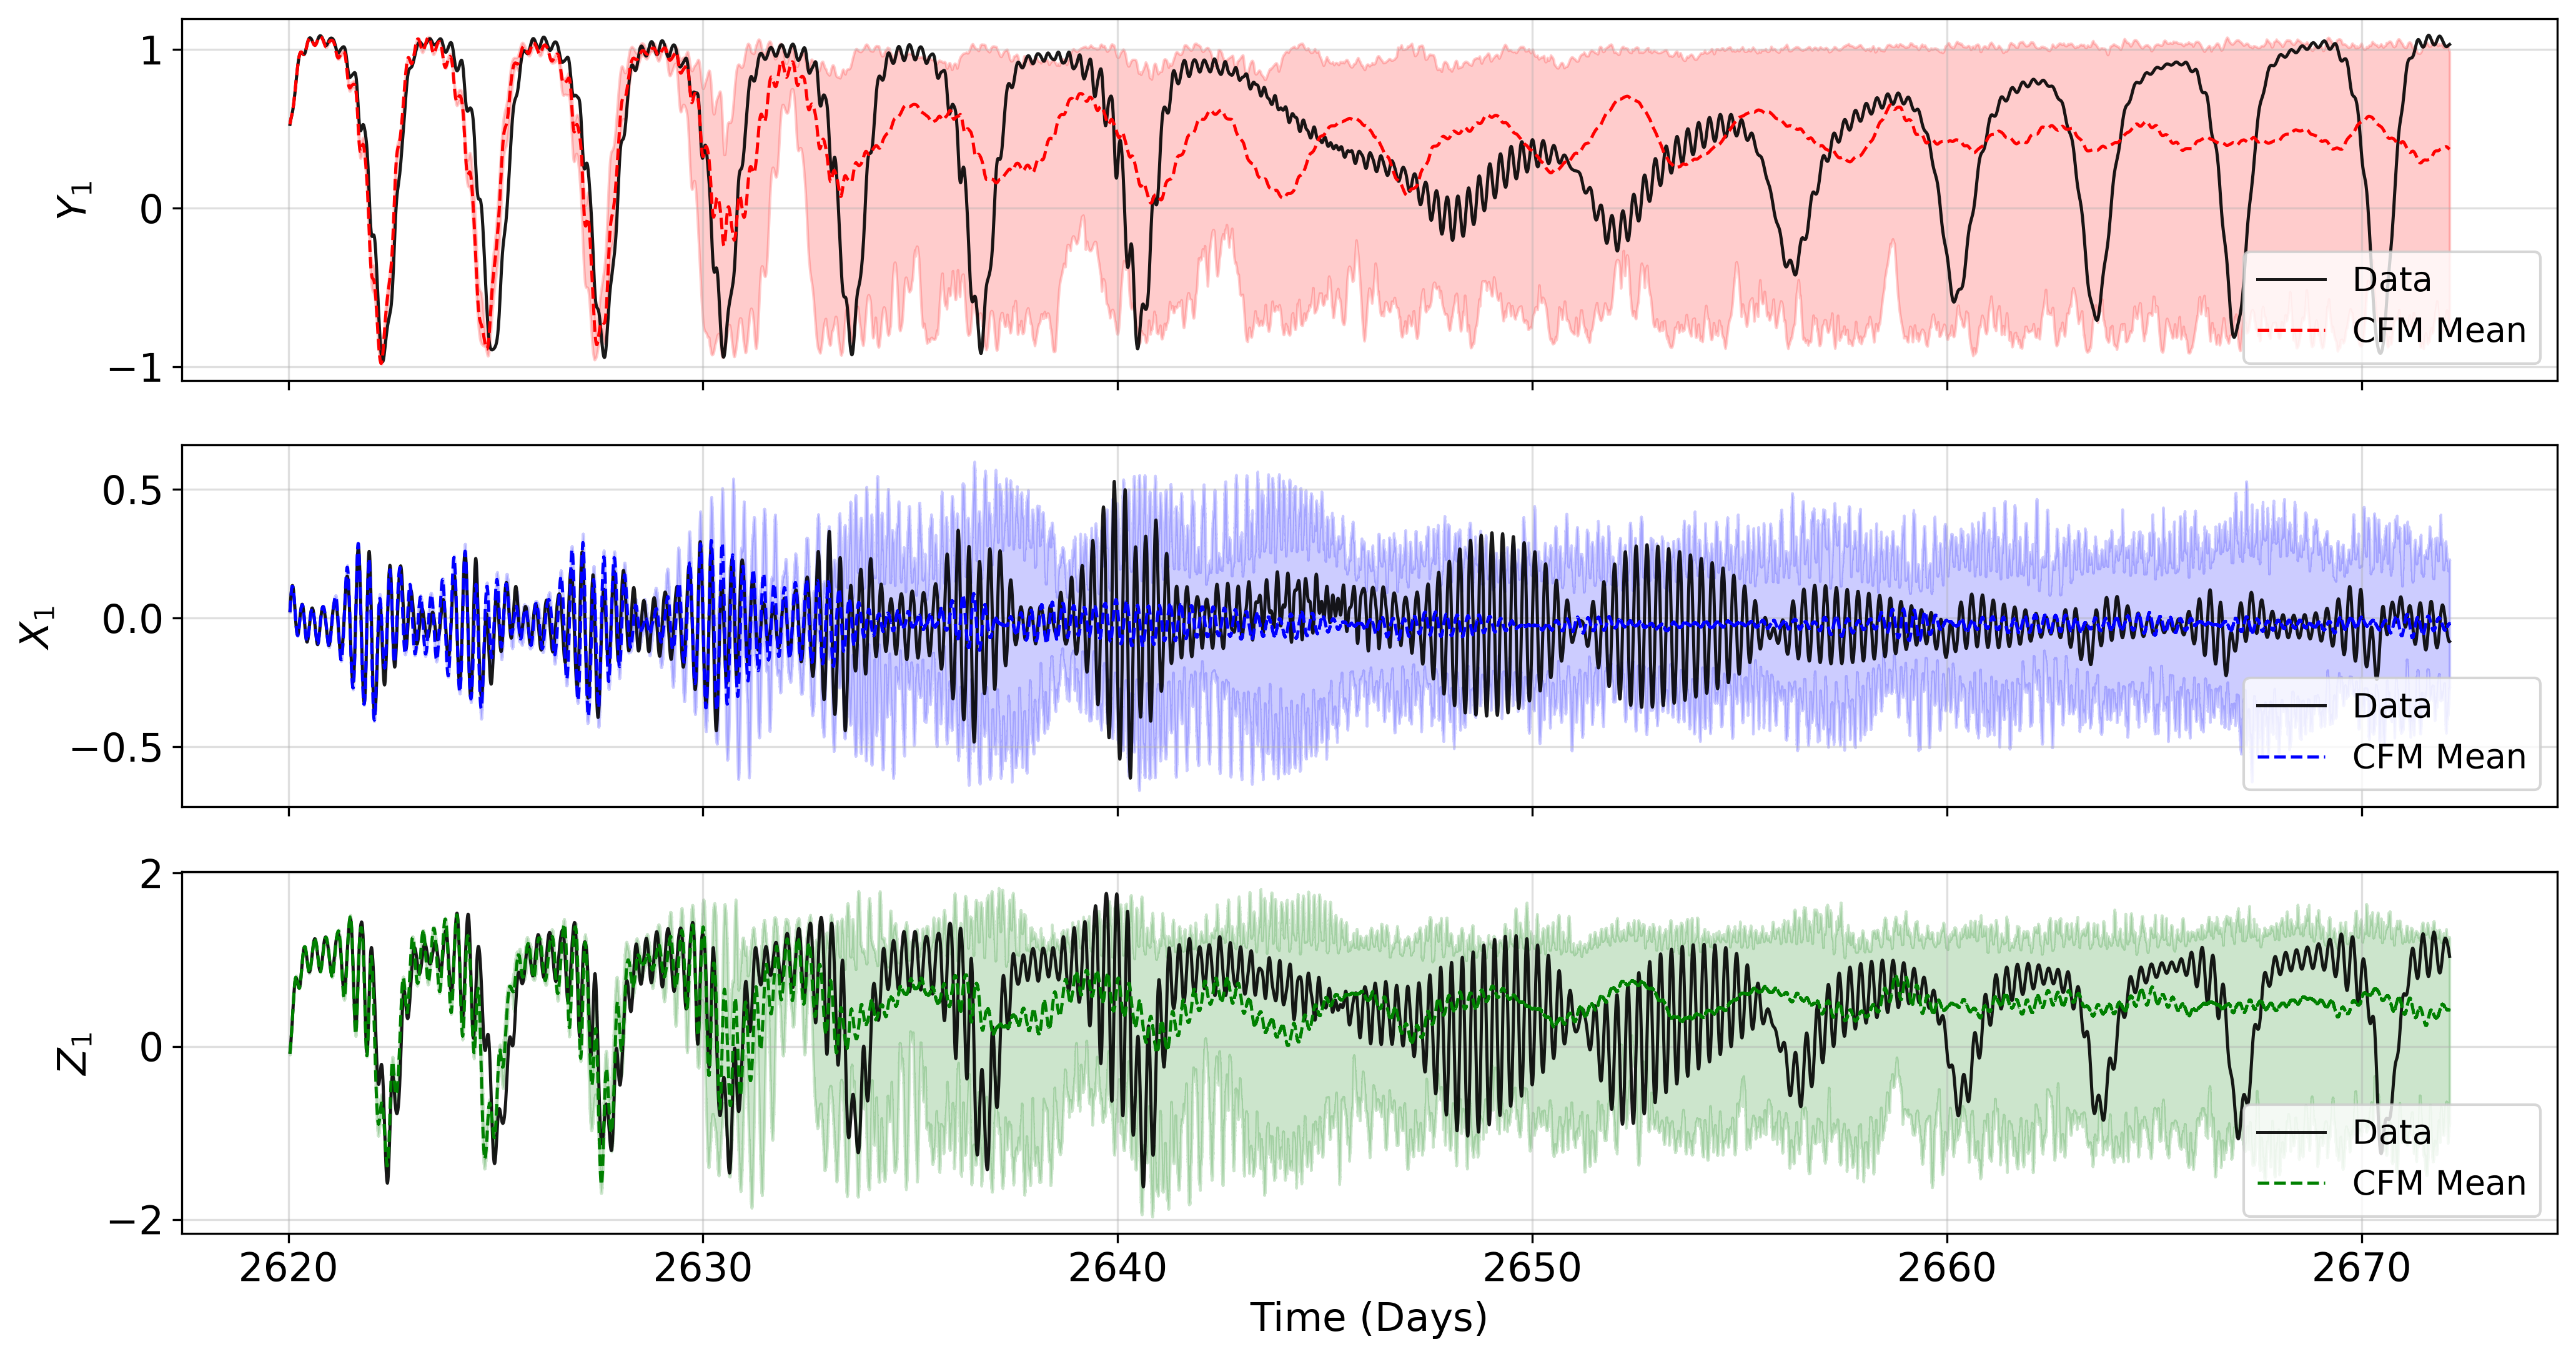 Y₁
1
0
−1
Data
CFM Mean
X₁
0.5
0.0
−0.5
Data
CFM Mean
Z₁
2
0
−2
Data
CFM Mean
2620 2630 2640 2650 2660 2670
Time (Days)